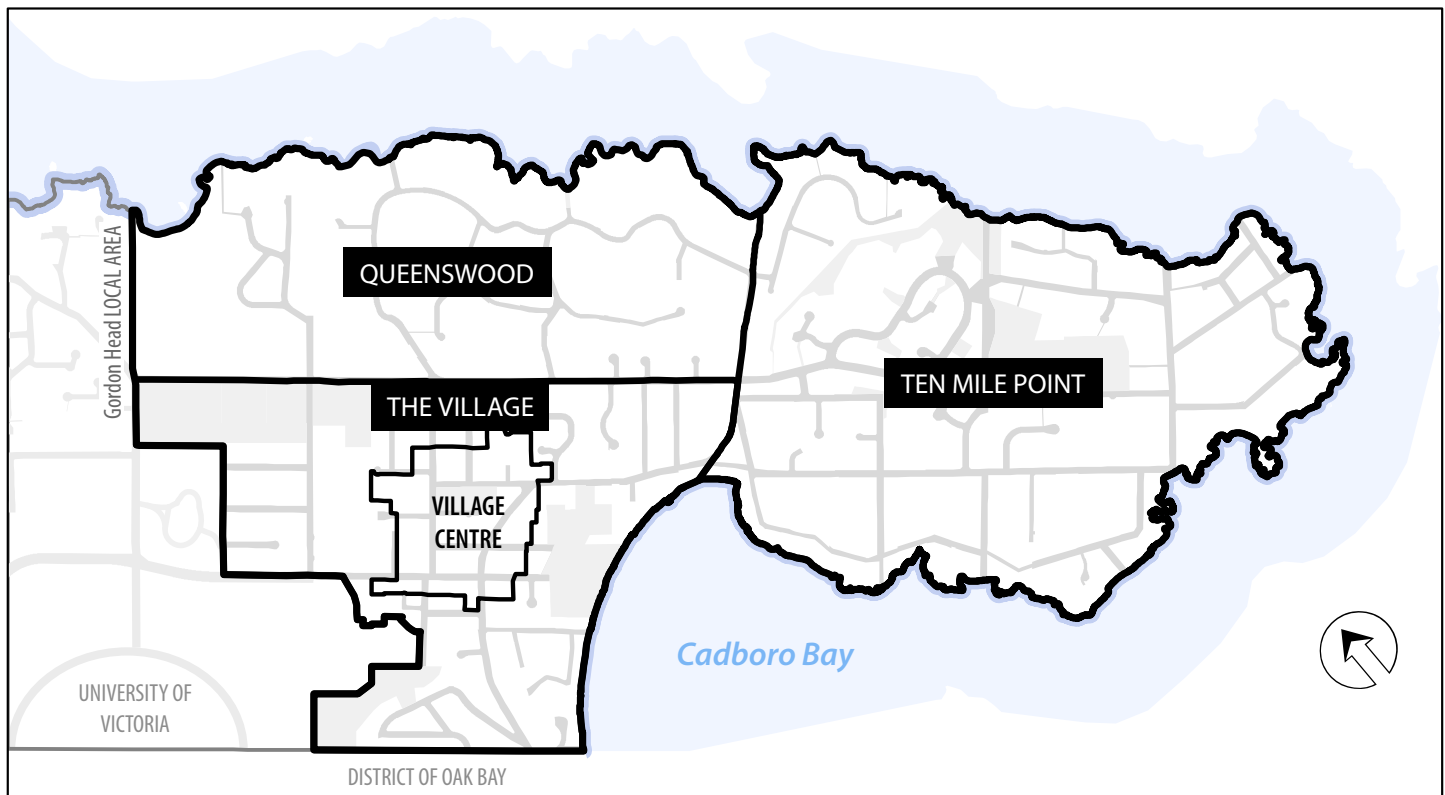 Gordon Head LOCAL AREA
QUEENSWOOD
THE VILLAGE
TEN MILE POINT
VILLAGE
CENTRE
Cadboro Bay
UNIVERSITY OF
VICTORIA
DISTRICT OF OAK BAY